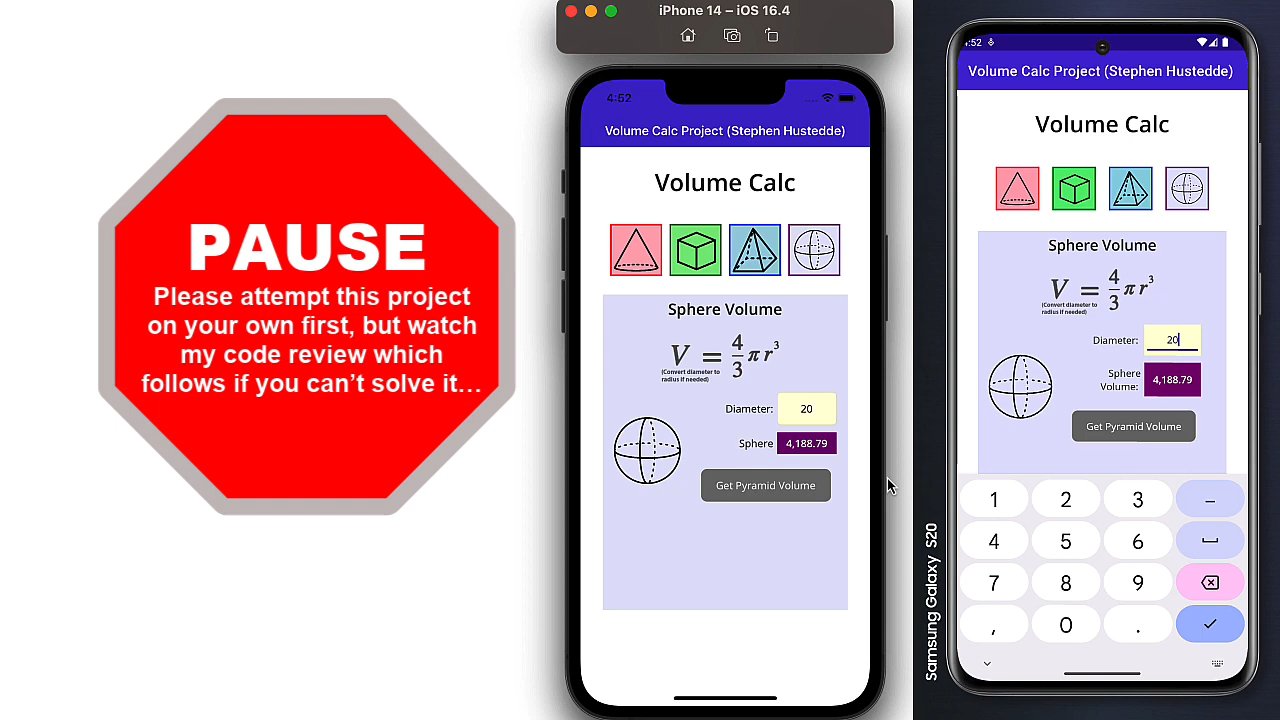 PAUSE
Please attempt this project
on your own first, but watch
my code review which
follows if you can’t solve it...
iPhone 14 – iOS 16.4
4:52
Volume Calc Project (Stephen Hustedde)
Volume Calc
Sphere Volume
V = 4/3 π r³
(Convert diameter to
radius if needed)
Diameter: 20
Sphere 4,188.79
Get Pyramid Volume
Samsung Galaxy S20
:52
Volume Calc Project (Stephen Hustedde)
Volume Calc
Sphere Volume
V = 4/3 π r³
(Convert diameter to
radius if needed)
Diameter: 20
Sphere
Volume: 4,188.79
Get Pyramid Volume
1 2 3 –
4 5 6
7 8 9
, 0 .